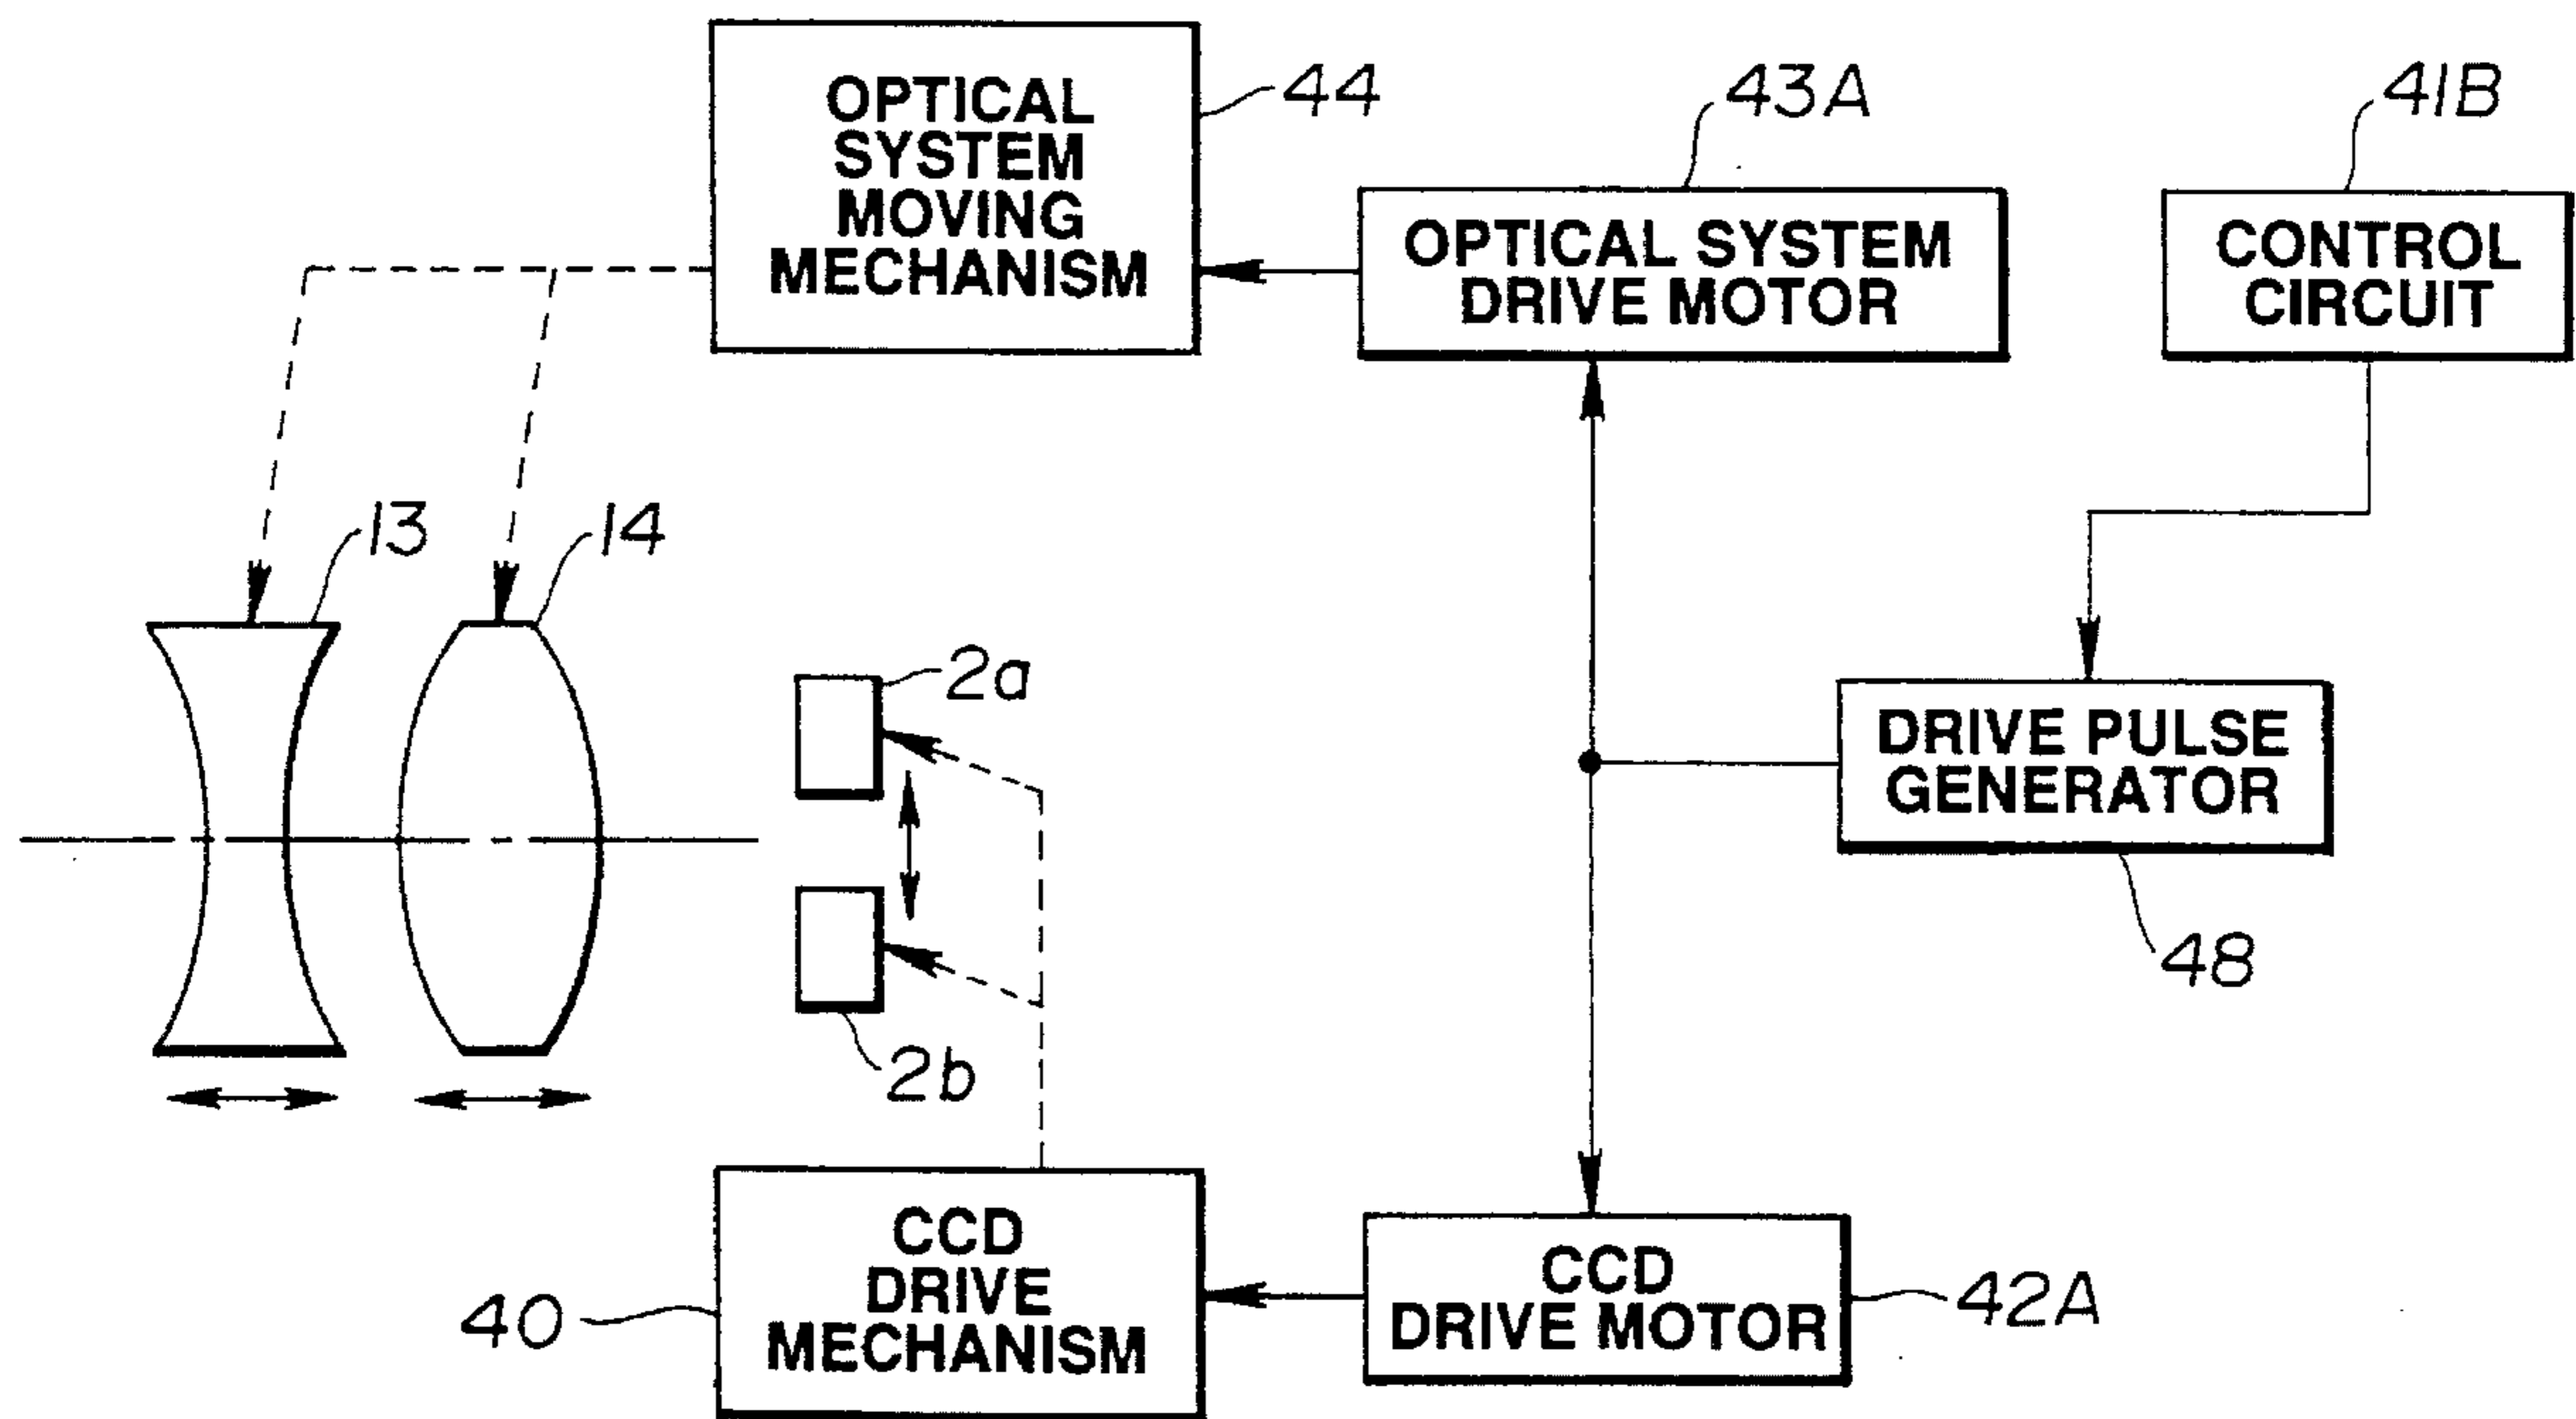 OPTICAL
SYSTEM
MOVING
MECHANISM
44
OPTICAL SYSTEM
DRIVE MOTOR
43A
CONTROL
CIRCUIT
41B
13
14
2a
2b
DRIVE PULSE
GENERATOR
48
CCD
DRIVE
MECHANISM
40
CCD
DRIVE MOTOR
42A